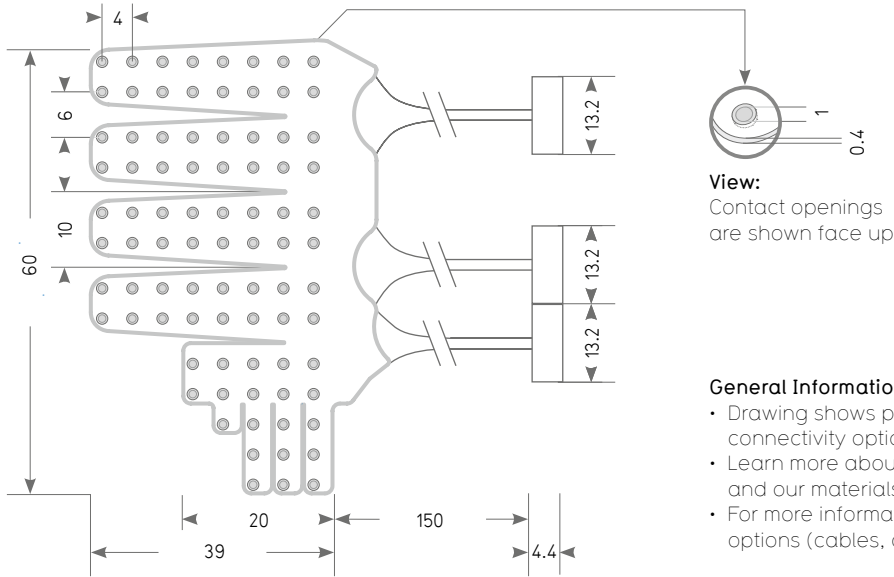 4
6
10
60
20
39
150
4.4
13.2
13.2
13.2
1
0.4
View:
Contact openings
are shown face up
General Informatio
• Drawing shows p
connectivity optio
• Learn more abou
and our materials
• For more informa
options (cables,